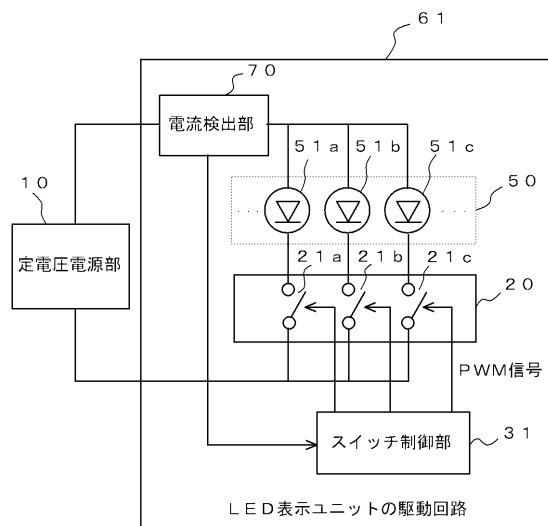 ６１
７０
電流検出部
５１a
５１b
５１c
５０
１０
定電圧電源部
２１a
２１b
２１c
２０
ＰＷＭ信号
スイッチ制御部
３１
ＬＥＤ表示ユニットの駆動回路